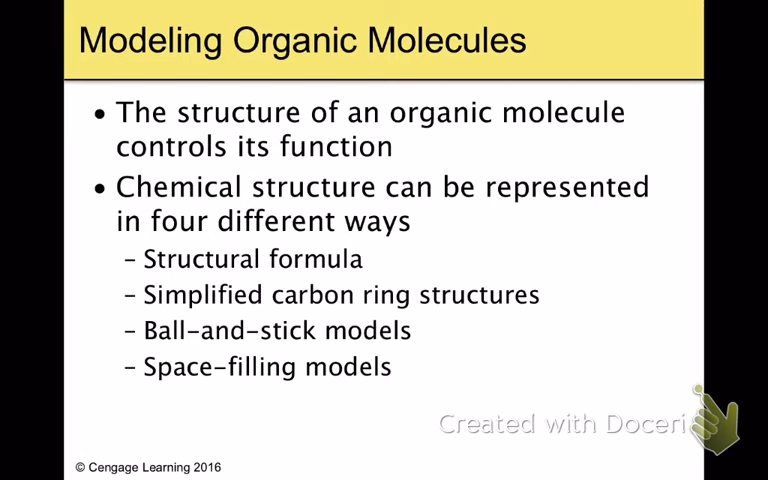 Modeling Organic Molecules
• The structure of an organic molecule
controls its function
• Chemical structure can be represented
in four different ways
– Structural formula
– Simplified carbon ring structures
– Ball-and-stick models
– Space-filling models
Created with Doceri
© Cengage Learning 2016